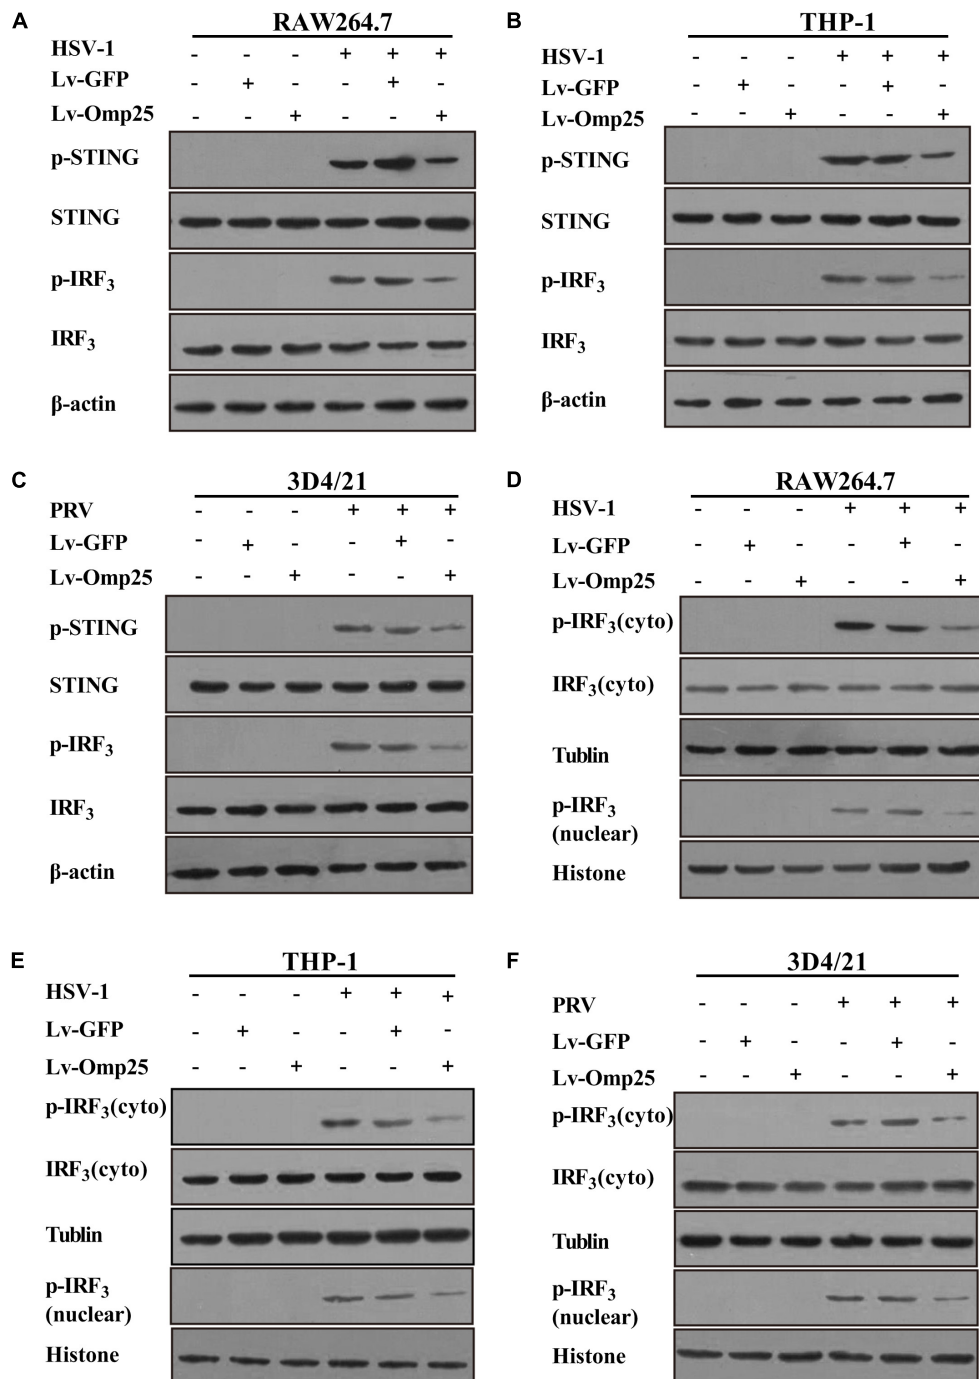 A
RAW264.7
HSV-1 - - - + + +
Lv-GFP - + - - + -
Lv-Omp25 - - + - - +
p-STING
STING
p-IRF3
IRF3
β-actin
B
THP-1
HSV-1 - - - + + +
Lv-GFP - + - - + -
Lv-Omp25 - - + - - +
p-STING
STING
p-IRF3
IRF3
β-actin
C
3D4/21
PRV - - - + + +
Lv-GFP - + - - + -
Lv-Omp25 - - + - - +
p-STING
STING
p-IRF3
IRF3
β-actin
D
RAW264.7
HSV-1 - - - + + +
Lv-GFP - + - - + -
Lv-Omp25 - - + - - +
p-IRF3(cyto)
IRF3(cyto)
Tublin
p-IRF3
(nuclear)
Histone
E
THP-1
HSV-1 - - - + + +
Lv-GFP - + - - + -
Lv-Omp25 - - + - - +
p-IRF3(cyto)
IRF3(cyto)
Tublin
p-IRF3
(nuclear)
Histone
F
3D4/21
PRV - - - + + +
Lv-GFP - + - - + -
Lv-Omp25 - - + - - +
p-IRF3(cyto)
IRF3(cyto)
Tublin
p-IRF3
(nuclear)
Histone